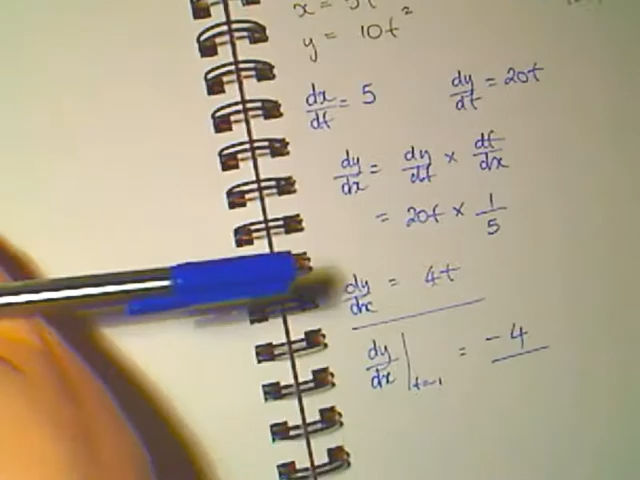 x = 5t
y = 10t²
dx/dt = 5 dy/dt = 20t
dy/dx = dy/dt × dt/dx
= 20t × 1/5
dy/dx = 4t
dy/dx | = -4